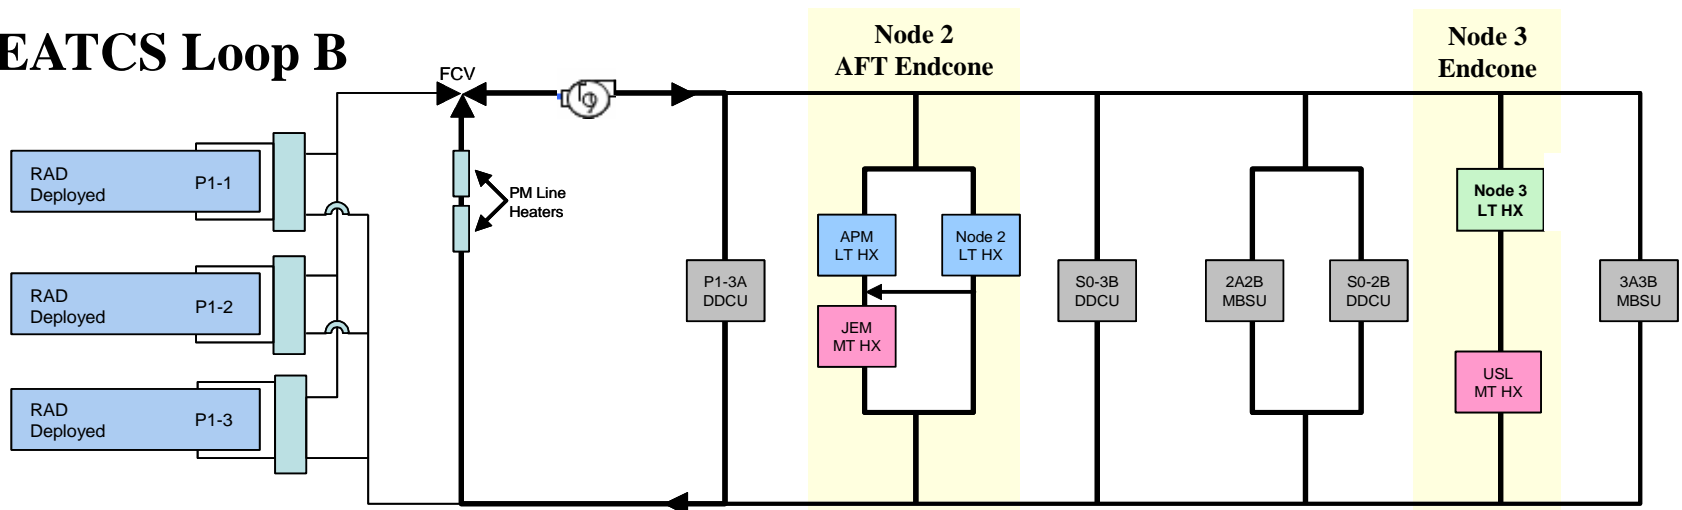 EATCS Loop B
Node 2
AFT Endcone
Node 3
Endcone
FCV
RAD
Deployed
P1-1
PM Line
Heaters
RAD
Deployed
P1-2
RAD
Deployed
P1-3
P1-3A
DDCU
APM
LT HX
Node 2
LT HX
JEM
MT HX
S0-3B
DDCU
2A2B
MBSU
S0-2B
DDCU
Node 3
LT HX
USL
MT HX
3A3B
MBSU